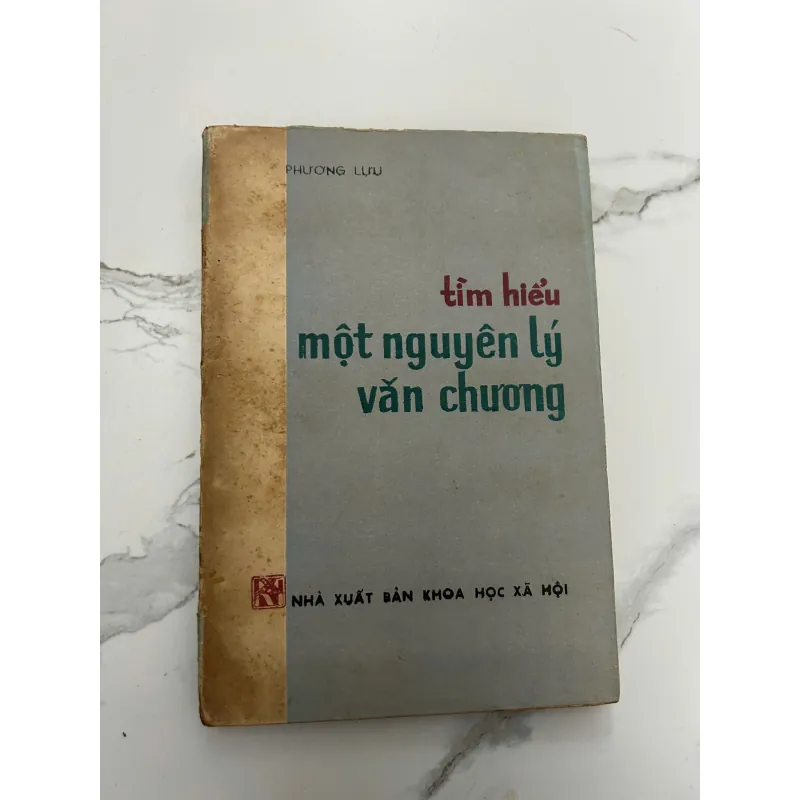 PHƯƠNG LỰU
tìm hiểu
một nguyên lý
văn chương
NHÀ XUẤT BẢN KHOA HỌC XÃ HỘI